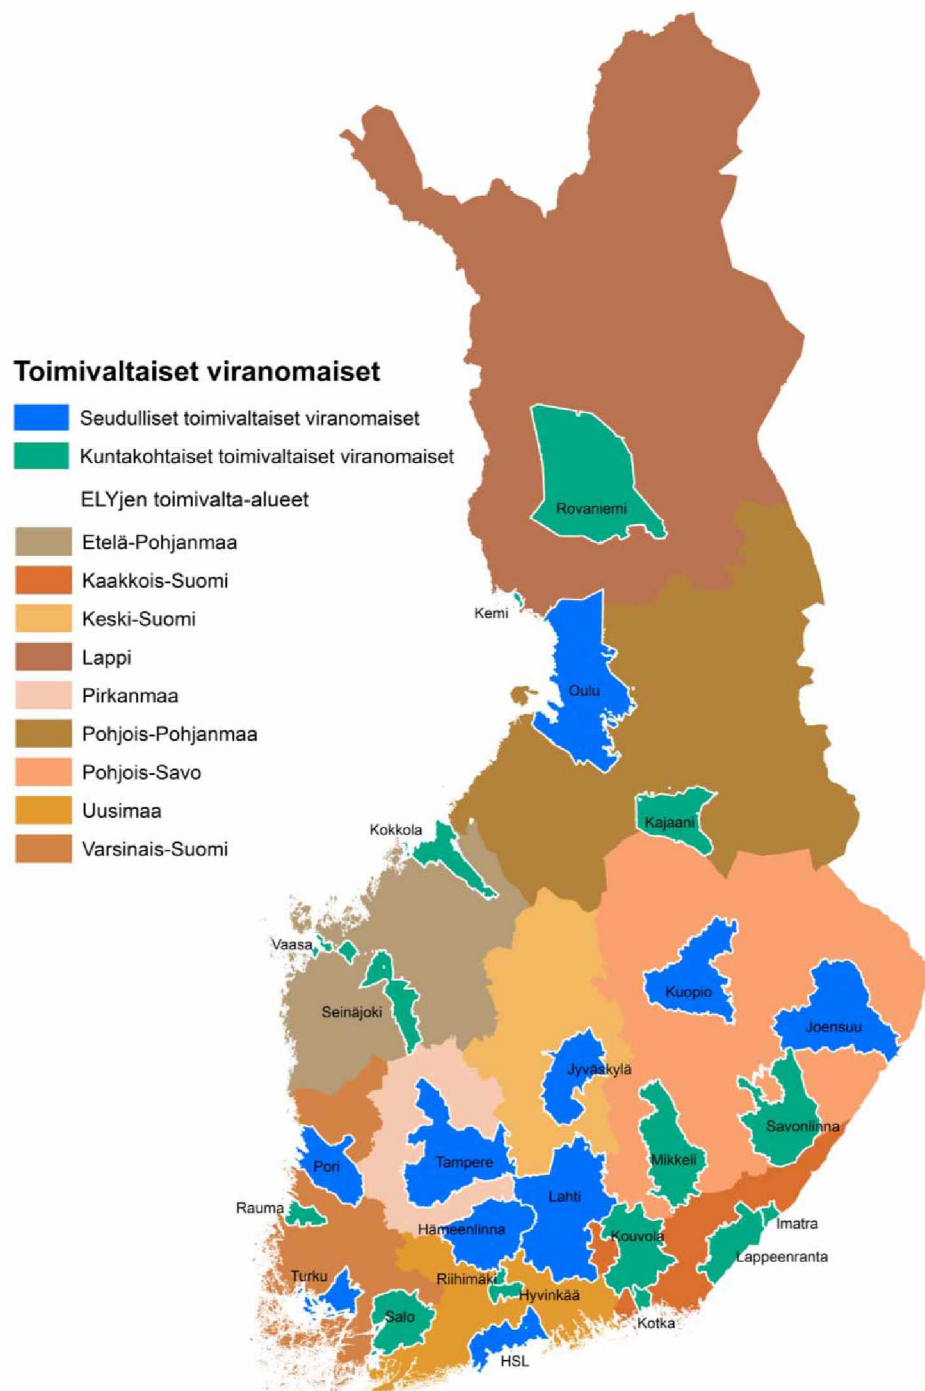 Toimivaltaiset viranomaiset
Seudulliset toimivaltaiset viranomaiset
Kuntakohtaiset toimivaltaiset viranomaiset
ELYjen toimivalta-alueet
Etelä-Pohjanmaa
Kaakkois-Suomi
Keski-Suomi
Lappi
Pirkanmaa
Pohjois-Pohjanmaa
Pohjois-Savo
Uusimaa
Varsinais-Suomi
Rovaniemi
Kemi
Oulu
Kajaani
Kokkola
Vaasa
Seinäjoki
Kuopio
Joensuu
Jyväskylä
Savonlinna
Mikkeli
Tampere
Pori
Lahti
Rauma
Hämeenlinna
Kouvola
Imatra
Lappeenranta
Turku
Riihimäki
Hyvinkää
Salo
Kotka
HSL